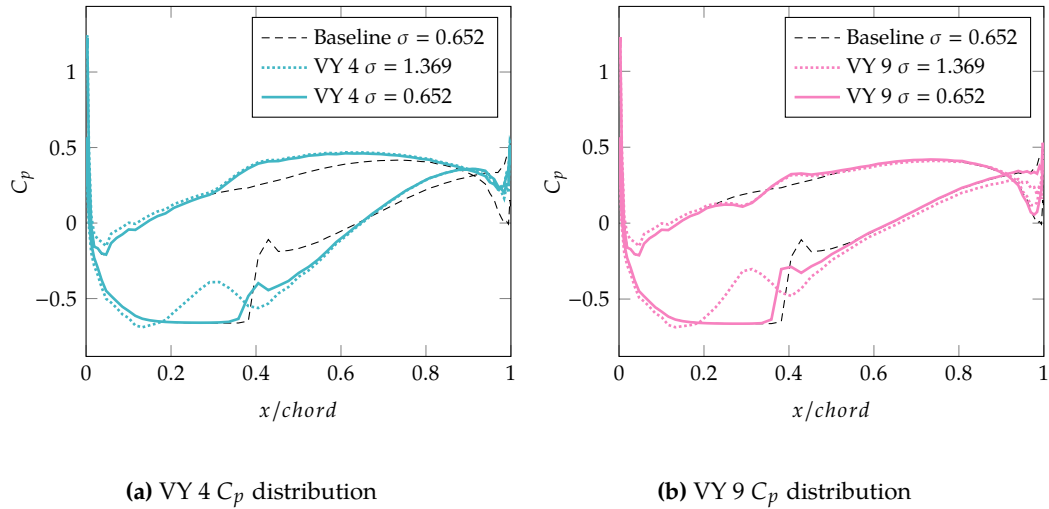 Baseline σ = 0.652
VY 4 σ = 1.369
VY 4 σ = 0.652
1
0.5
0
−0.5
C_p
0
0.2
0.4
0.6
0.8
1
x/chord
(a) VY 4 C_p distribution
Baseline σ = 0.652
VY 9 σ = 1.369
VY 9 σ = 0.652
1
0.5
0
−0.5
C_p
0
0.2
0.4
0.6
0.8
1
x/chord
(b) VY 9 C_p distribution